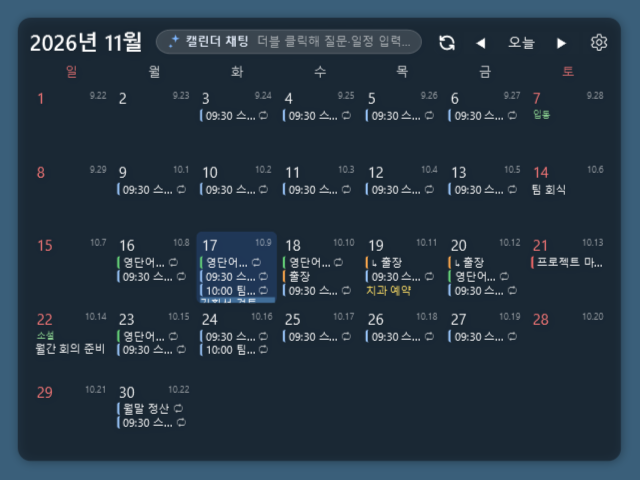 2026년 11월 캘린더 채팅 더블 클릭해 질문·일정 입력... 오늘
일 월 화 수 목 금 토
1 9.22 2 9.23 3 9.24 4 9.25 5 9.26 6 9.27 7 9.28
09:30 스... 09:30 스... 09:30 스... 09:30 스... 입동
8 9.29 9 10.1 10 10.2 11 10.3 12 10.4 13 10.5 14 10.6
09:30 스... 09:30 스... 09:30 스... 09:30 스... 09:30 스... 팀 회식
15 10.7 16 10.8 17 10.9 18 10.10 19 10.11 20 10.12 21 10.13
영단어... 영단어... 영단어... ↳ 출장 ↳ 출장 프로젝트 마...
09:30 스... 09:30 스... 출장 09:30 스... 영단어...
10:00 팀... 09:30 스... 치과 예약 09:30 스...
22 10.14 23 10.15 24 10.16 25 10.17 26 10.18 27 10.19 28 10.20
소설 영단어... 09:30 스... 09:30 스... 09:30 스... 09:30 스...
월간 회의 준비 09:30 스... 10:00 팀...
29 10.21 30 10.22
월말 정산
09:30 스...